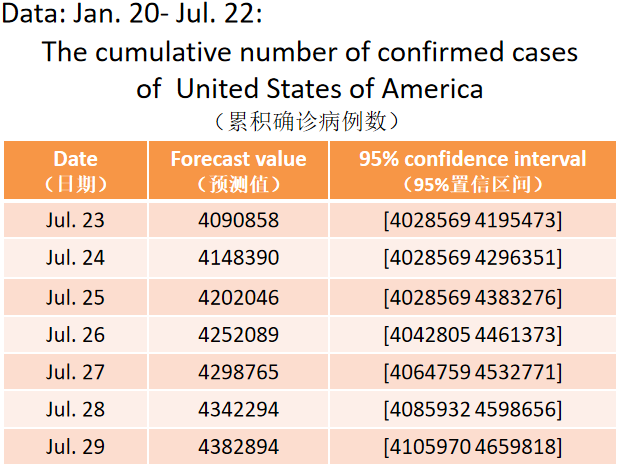 Data: Jan. 20- Jul. 22:
The cumulative number of confirmed cases
of United States of America
（累积确诊病例数）
Date Forecast value 95% confidence interval
（日期） （预测值） （95%置信区间）
Jul. 23 4090858 [4028569 4195473]
Jul. 24 4148390 [4028569 4296351]
Jul. 25 4202046 [4028569 4383276]
Jul. 26 4252089 [4042805 4461373]
Jul. 27 4298765 [4064759 4532771]
Jul. 28 4342294 [4085932 4598656]
Jul. 29 4382894 [4105970 4659818]